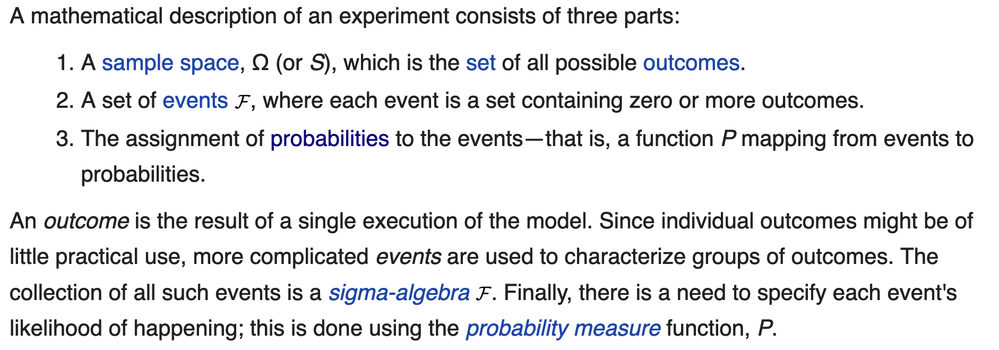 A mathematical description of an experiment consists of three parts:
1. A sample space, Ω (or S), which is the set of all possible outcomes.
2. A set of events 𝓕, where each event is a set containing zero or more outcomes.
3. The assignment of probabilities to the events—that is, a function P mapping from events to
probabilities.
An outcome is the result of a single execution of the model. Since individual outcomes might be of
little practical use, more complicated events are used to characterize groups of outcomes. The
collection of all such events is a sigma-algebra 𝓕. Finally, there is a need to specify each event's
likelihood of happening; this is done using the probability measure function, P.